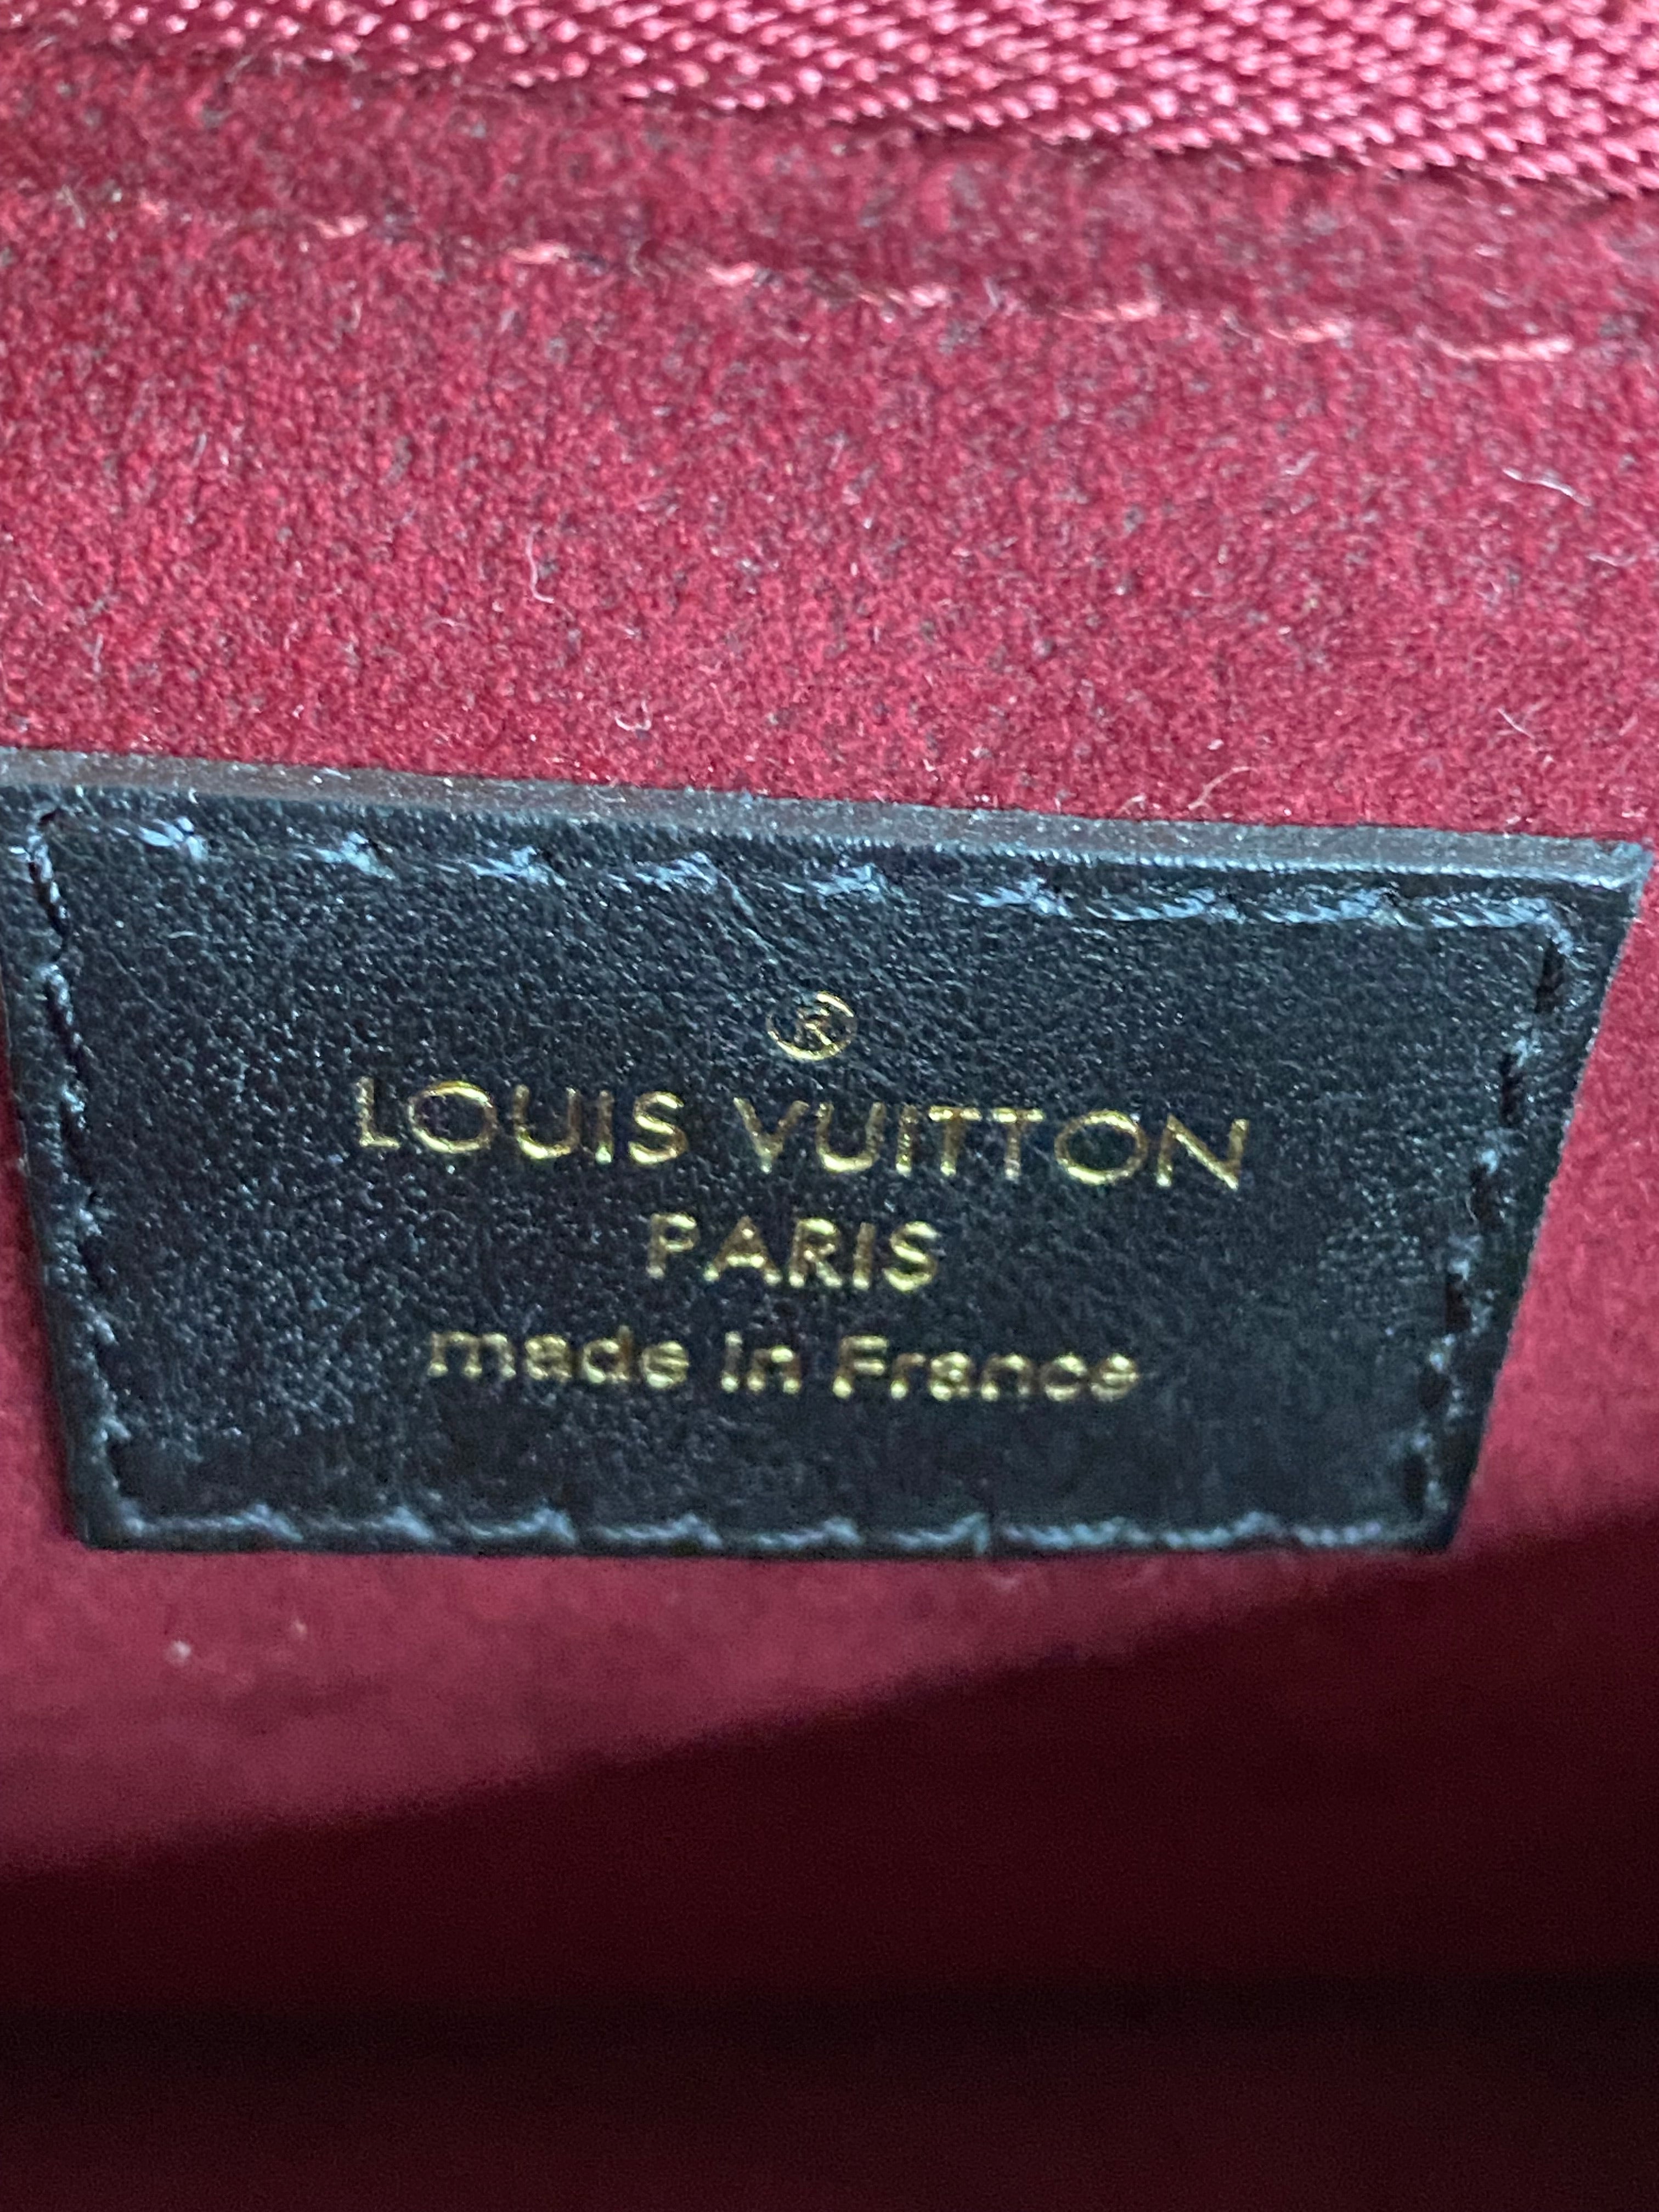 ®
LOUIS VUITTON
PARIS
made in France